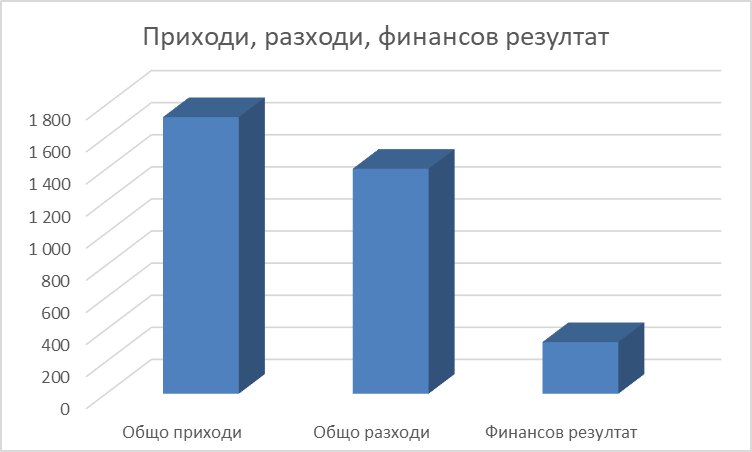 Приходи, разходи, финансов резултат
1 800
1 600
1 400
1 200
1 000
800
600
400
200
0
Общо приходи
Общо разходи
Финансов резултат